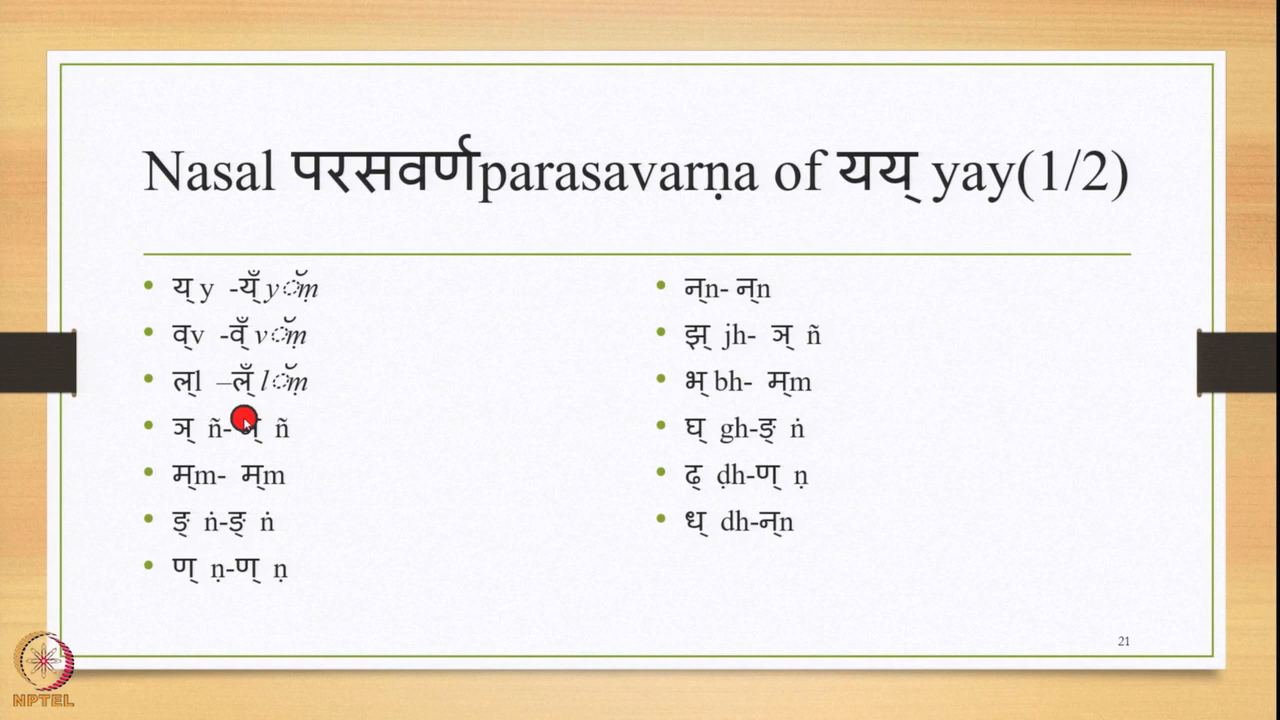 Nasal परसवर्णparasavarṇa of यय् yay(1/2)
• य् y -यँ् y ँṃ
• व्v -वँ् v ँṃ
• ल्l –लँ् l ँṃ
• ञ् ñ- ñ
• म्m- म्m
• ङ् ṅ-ङ् ṅ
• ण् ṇ-ण् ṇ
• न्n- न्n
• झ् jh- ञ् ñ
• भ् bh- म्m
• घ् gh-ङ् ṅ
• ढ् ḍh-ण् ṇ
• ध् dh-न्n
21
NPTEL